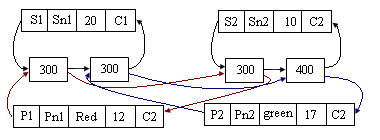 S1 Sn1 20 C1
S2 Sn2 10 C2
300 300
300 400
P1 Pn1 Red 12 C2
P2 Pn2 green 17 C2